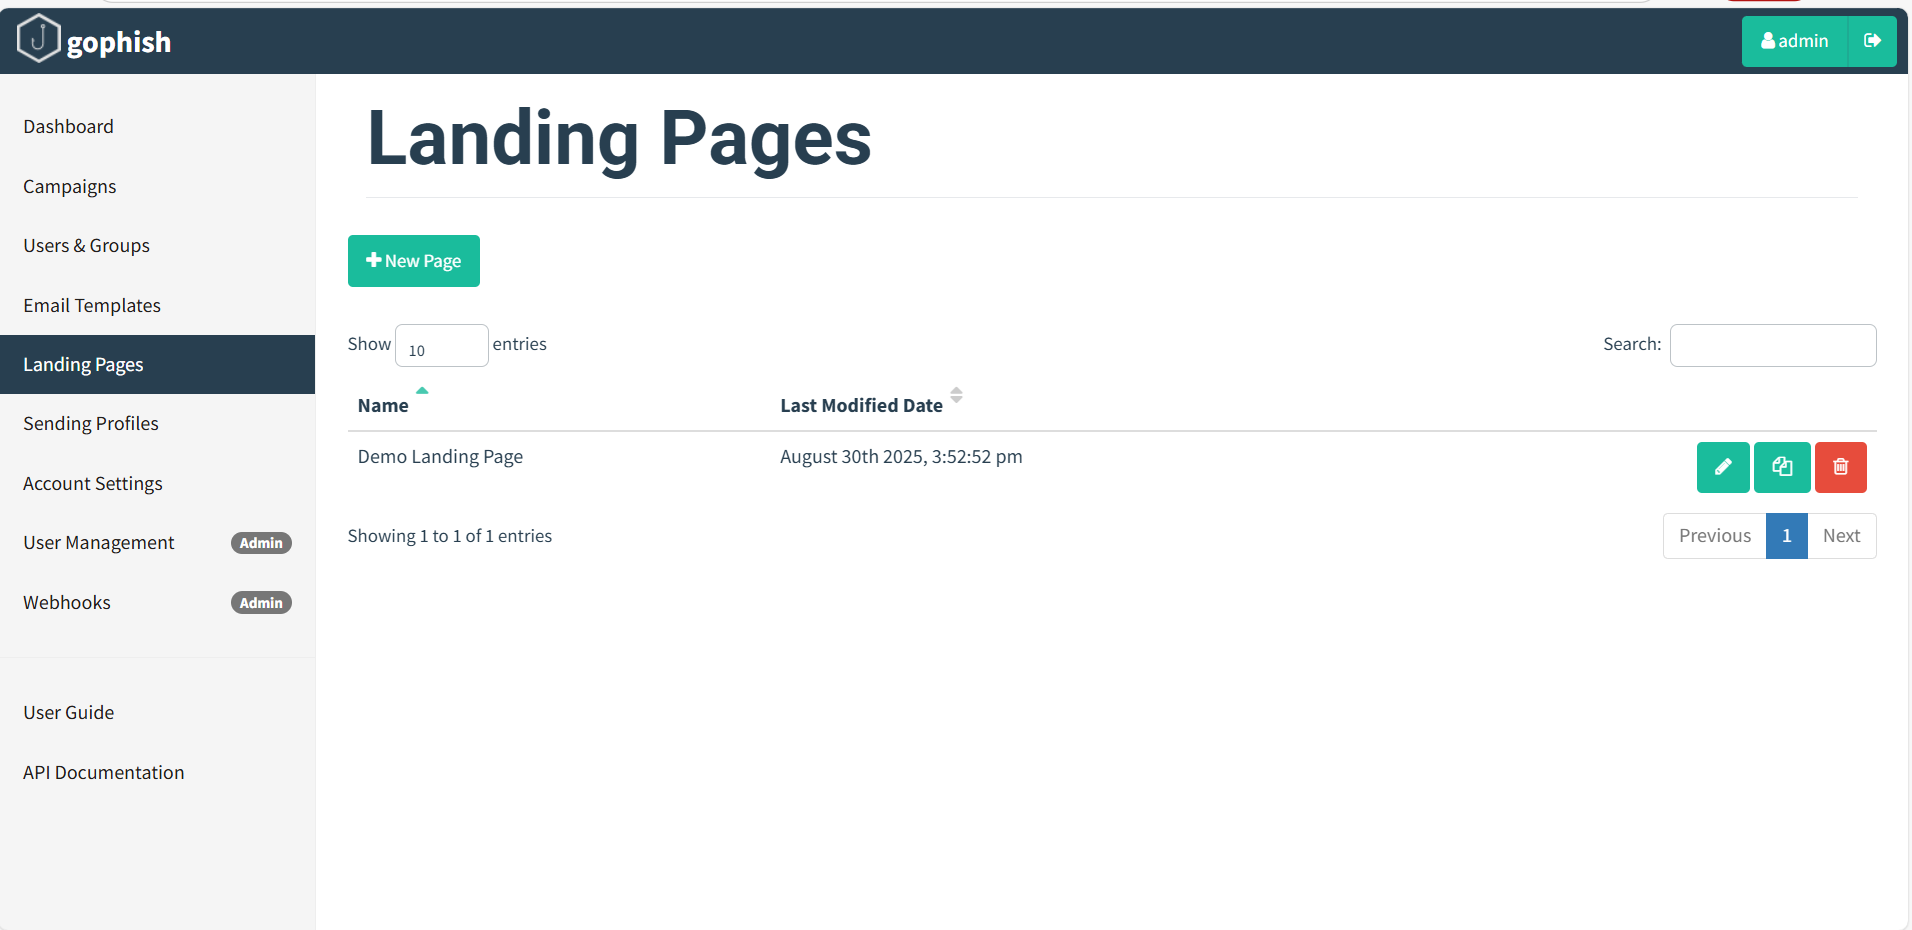 gophish
admin
Dashboard
Campaigns
Users & Groups
Email Templates
Landing Pages
Sending Profiles
Account Settings
User Management Admin
Webhooks Admin
User Guide
API Documentation
Landing Pages
New Page
Show 10 entries
Search:
Name Last Modified Date
Demo Landing Page August 30th 2025, 3:52:52 pm
Showing 1 to 1 of 1 entries
Previous 1 Next